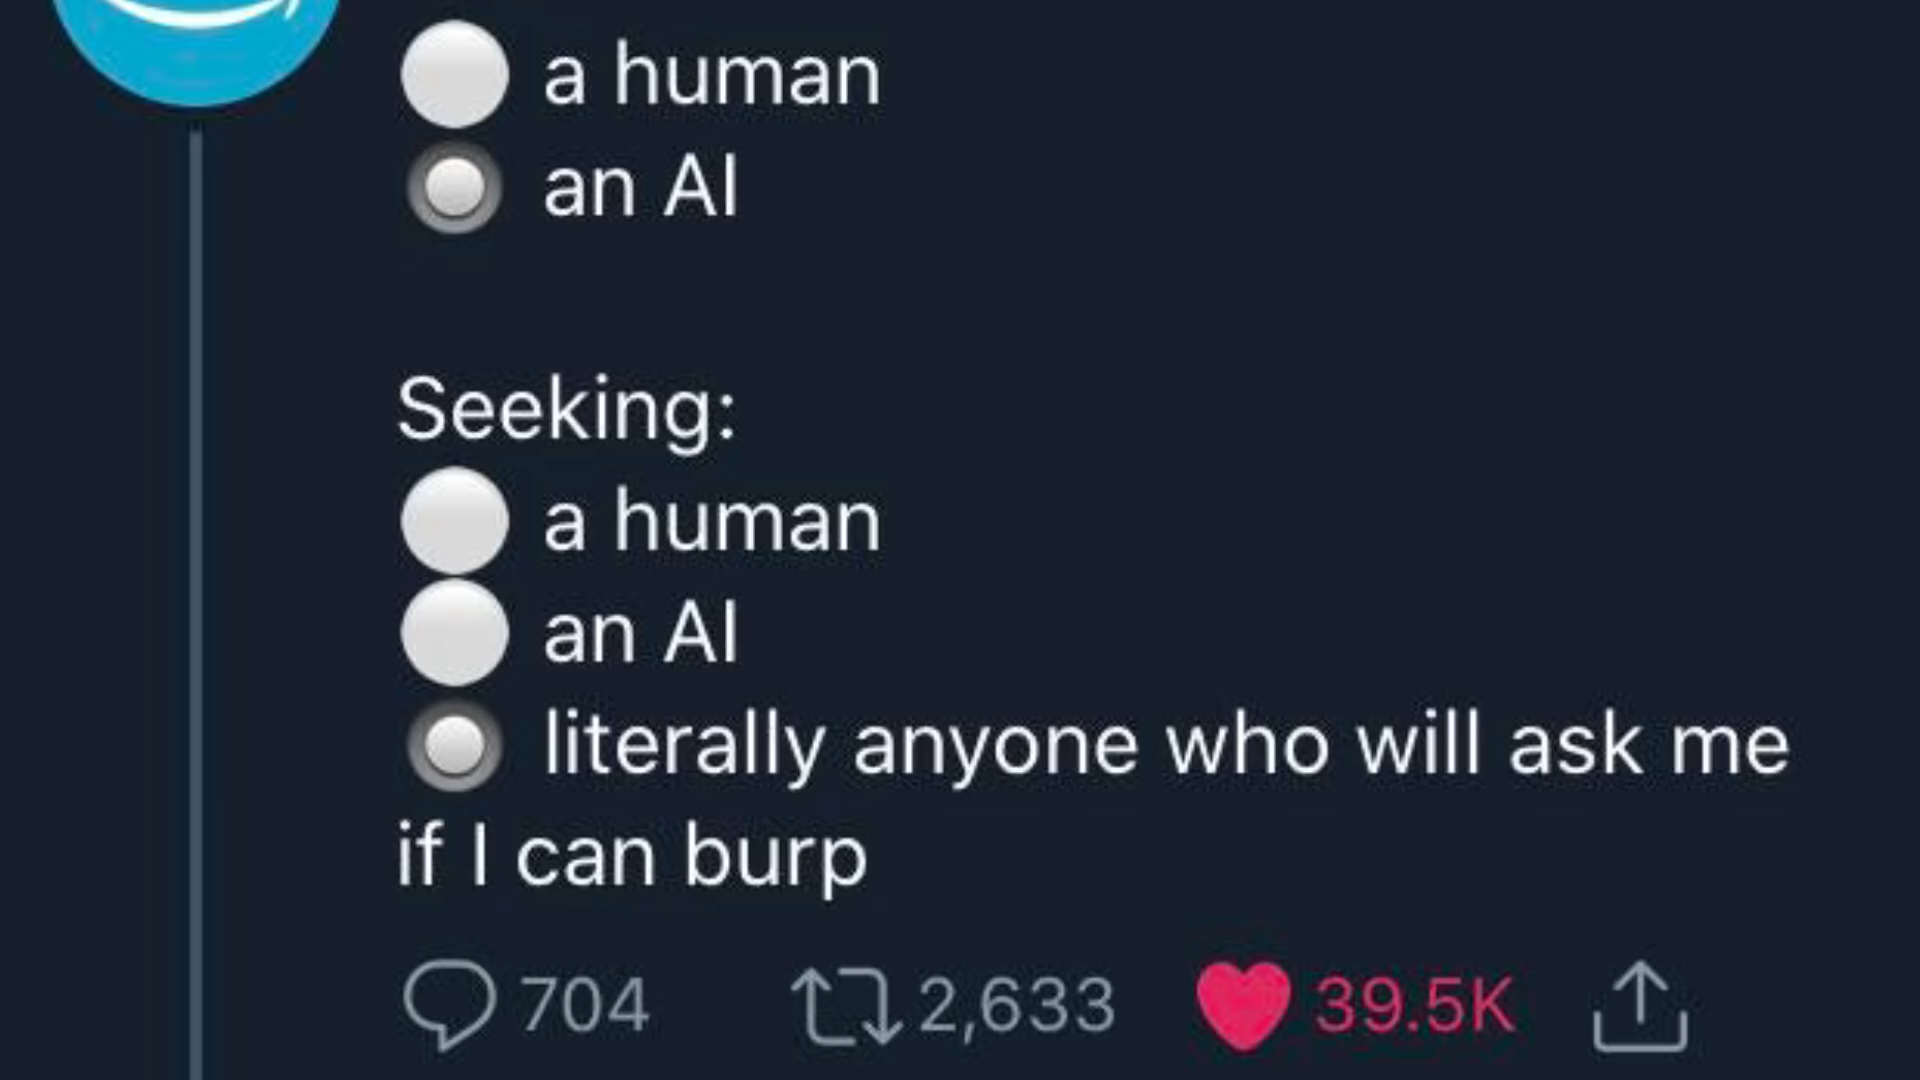 a human
an AI
Seeking:
a human
an AI
literally anyone who will ask me
if I can burp
704 2,633 39.5K